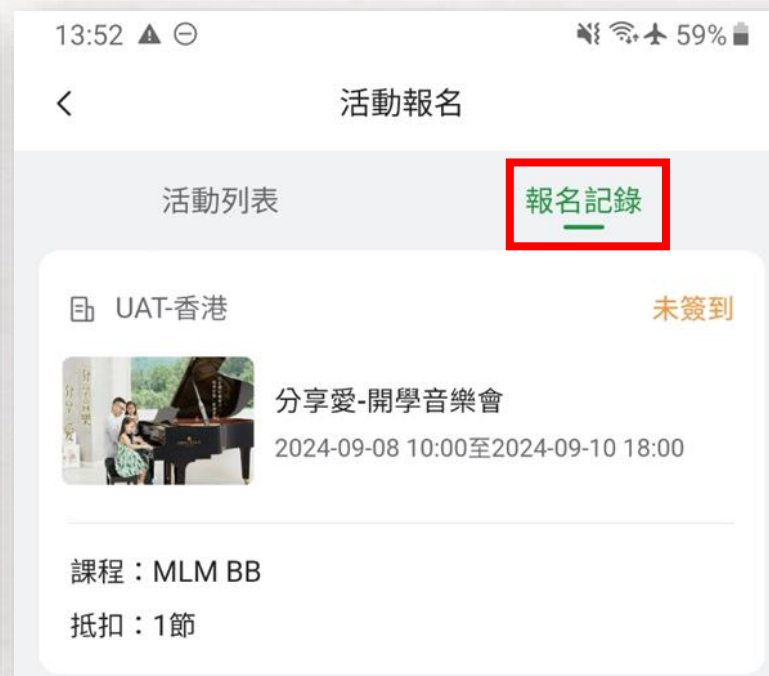 13:52
59%
活動報名
活動列表
報名記錄
UAT-香港
未簽到
分享愛-開學音樂會
2024-09-08 10:00至2024-09-10 18:00
課程：MLM BB
抵扣：1節